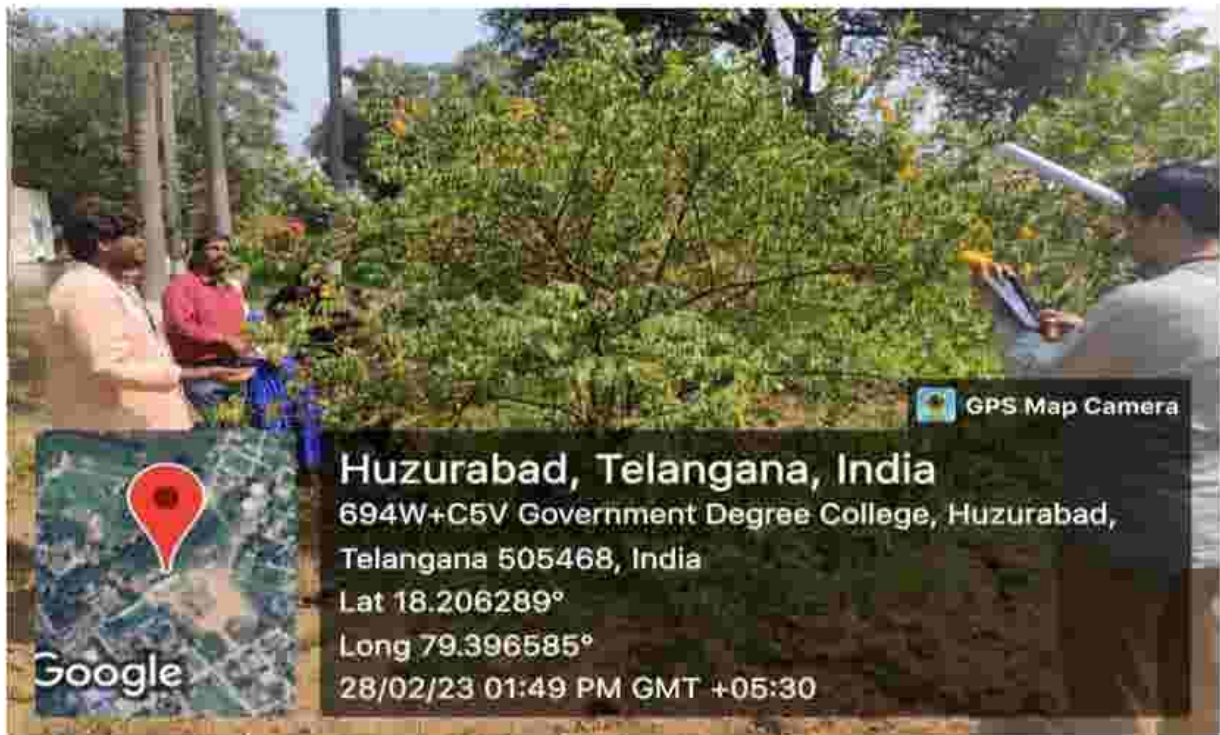 GPS Map Camera
Huzurabad, Telangana, India
694W+C5V Government Degree College, Huzurabad,
Telangana 505468, India
Lat 18.206289°
Long 79.396585°
28/02/23 01:49 PM GMT +05:30
Google